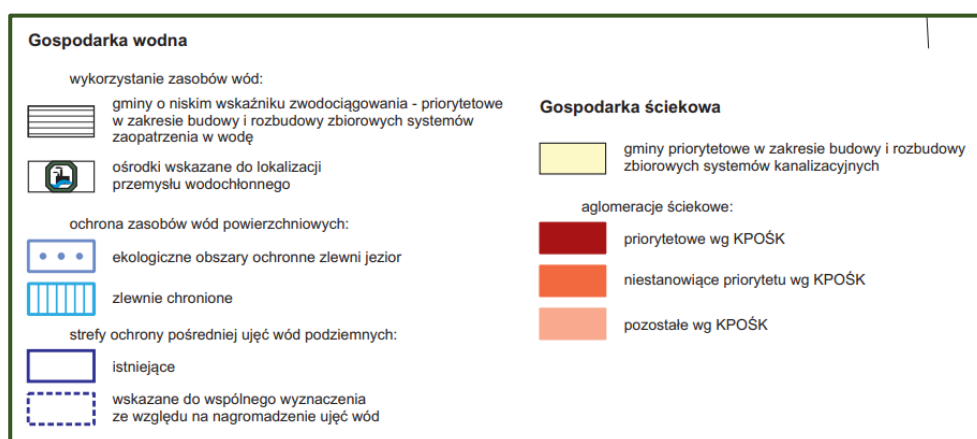 Gospodarka wodna
wykorzystanie zasobów wód:
gminy o niskim wskaźniku zwodociągowania - priorytetowe
w zakresie budowy i rozbudowy zbiorowych systemów
zaopatrzenia w wodę
ośrodki wskazane do lokalizacji
przemysłu wodochłonnego
ochrona zasobów wód powierzchniowych:
ekologiczne obszary ochronne zlewni jezior
zlewnie chronione
strefy ochrony pośredniej ujęć wód podziemnych:
istniejące
wskazane do wspólnego wyznaczenia
ze względu na nagromadzenie ujęć wód
Gospodarka ściekowa
gminy priorytetowe w zakresie budowy i rozbudowy
zbiorowych systemów kanalizacyjnych
aglomeracje ściekowe:
priorytetowe wg KPOŚK
niestanowiące priorytetu wg KPOŚK
pozostałe wg KPOŚK